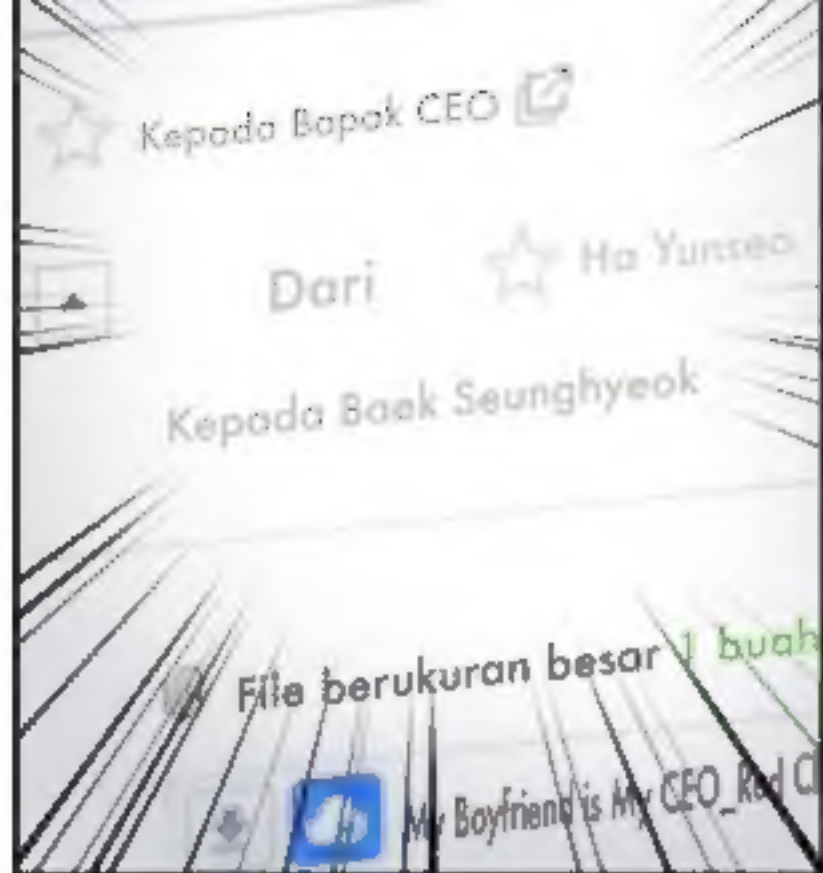 Kepada Bapak CEO
Dari Ha Yunseo
Kepada Baek Seunghyeok
File berukuran besar 1 buah
My Boyfriend is My CEO_Red